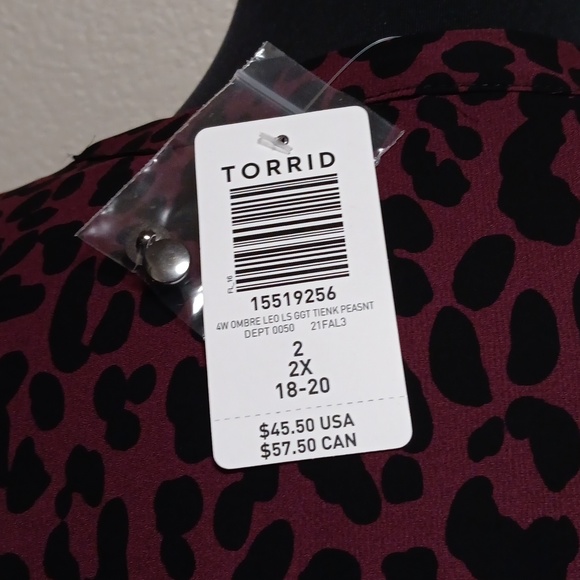 TORRID
FL_16
15519256
4W OMBRE LEO LS GGT TIENK PEASNT
DEPT 0050 21FAL3
2
2X
18-20
$45.50 USA
$57.50 CAN